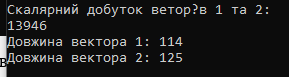 Скалярний добуток ветор?в 1 та 2:
13946
Довжина вектора 1: 114
Довжина вектора 2: 125